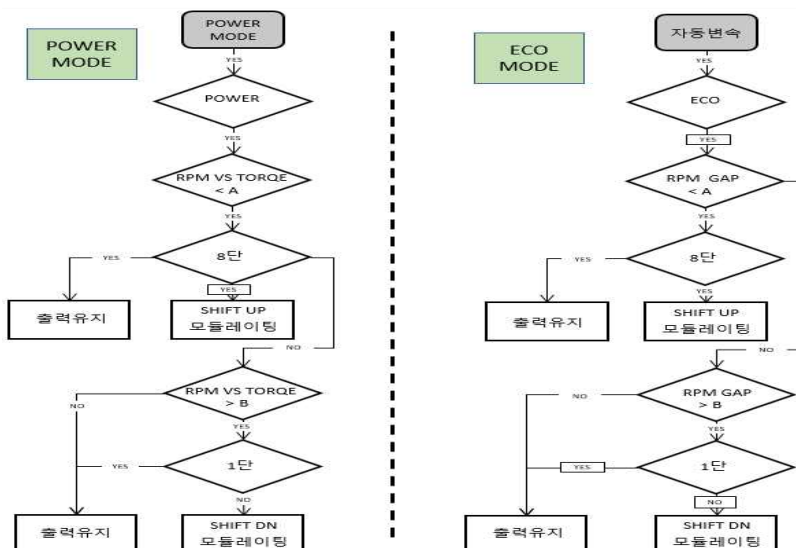 POWER
MODE
POWER
MODE
YES
POWER
YES
RPM VS TORQE
< A
YES
8단
YES
YES
출력유지
SHIFT UP
모듈레이팅
NO
RPM VS TORQE
> B
NO
YES
1단
YES
NO
출력유지
SHIFT DN
모듈레이팅
ECO
MODE
자동변속
YES
ECO
YES
RPM GAP
< A
YES
8단
YES
YES
출력유지
SHIFT UP
모듈레이팅
NO
RPM GAP
> B
NO
YES
1단
YES
NO
출력유지
SHIFT DN
모듈레이팅